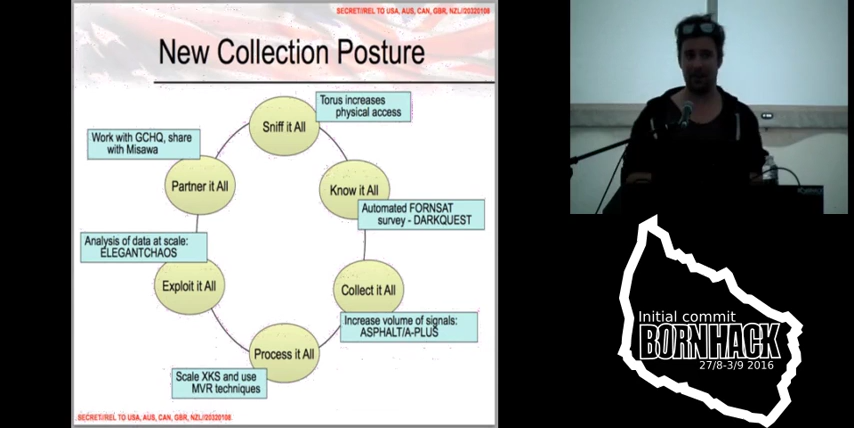 SECRET//REL TO USA, AUS, CAN, GBR, NZL//20320108
New Collection Posture
Sniff it All
Torus increases
physical access
Know it All
Automated FORNSAT
survey - DARKQUEST
Collect it All
Increase volume of signals:
ASPHALT/A-PLUS
Process it All
Scale XKS and use
MVR techniques
Exploit it All
Analysis of data at scale:
ELEGANTCHAOS
Partner it All
Work with GCHQ, share
with Misawa
SECRET//REL TO USA, AUS, CAN, GBR, NZL//20320108
Initial commit
BORNHACK
27/8-3/9 2016